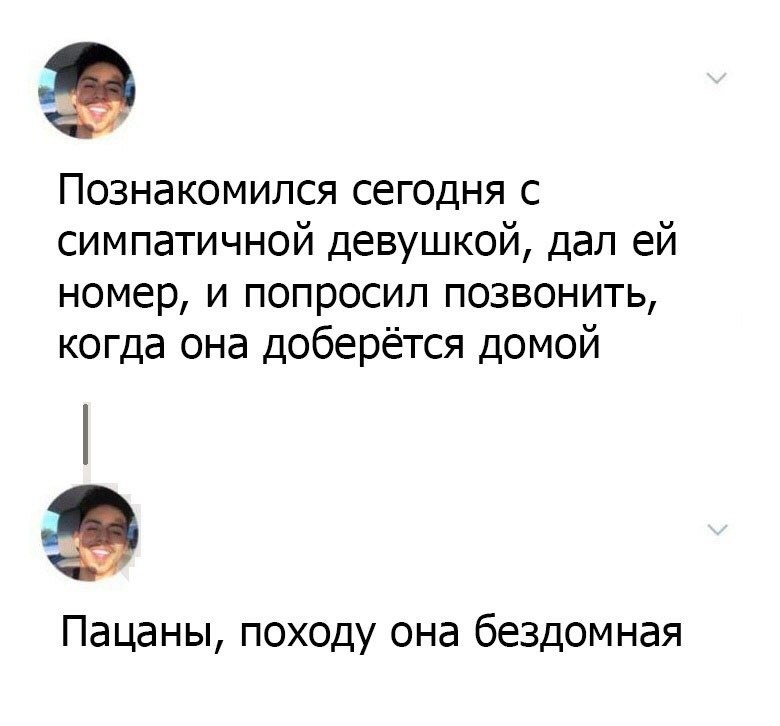 Познакомился сегодня с
симпатичной девушкой, дал ей
номер, и попросил позвонить,
когда она доберётся домой
Пацаны, походу она бездомная